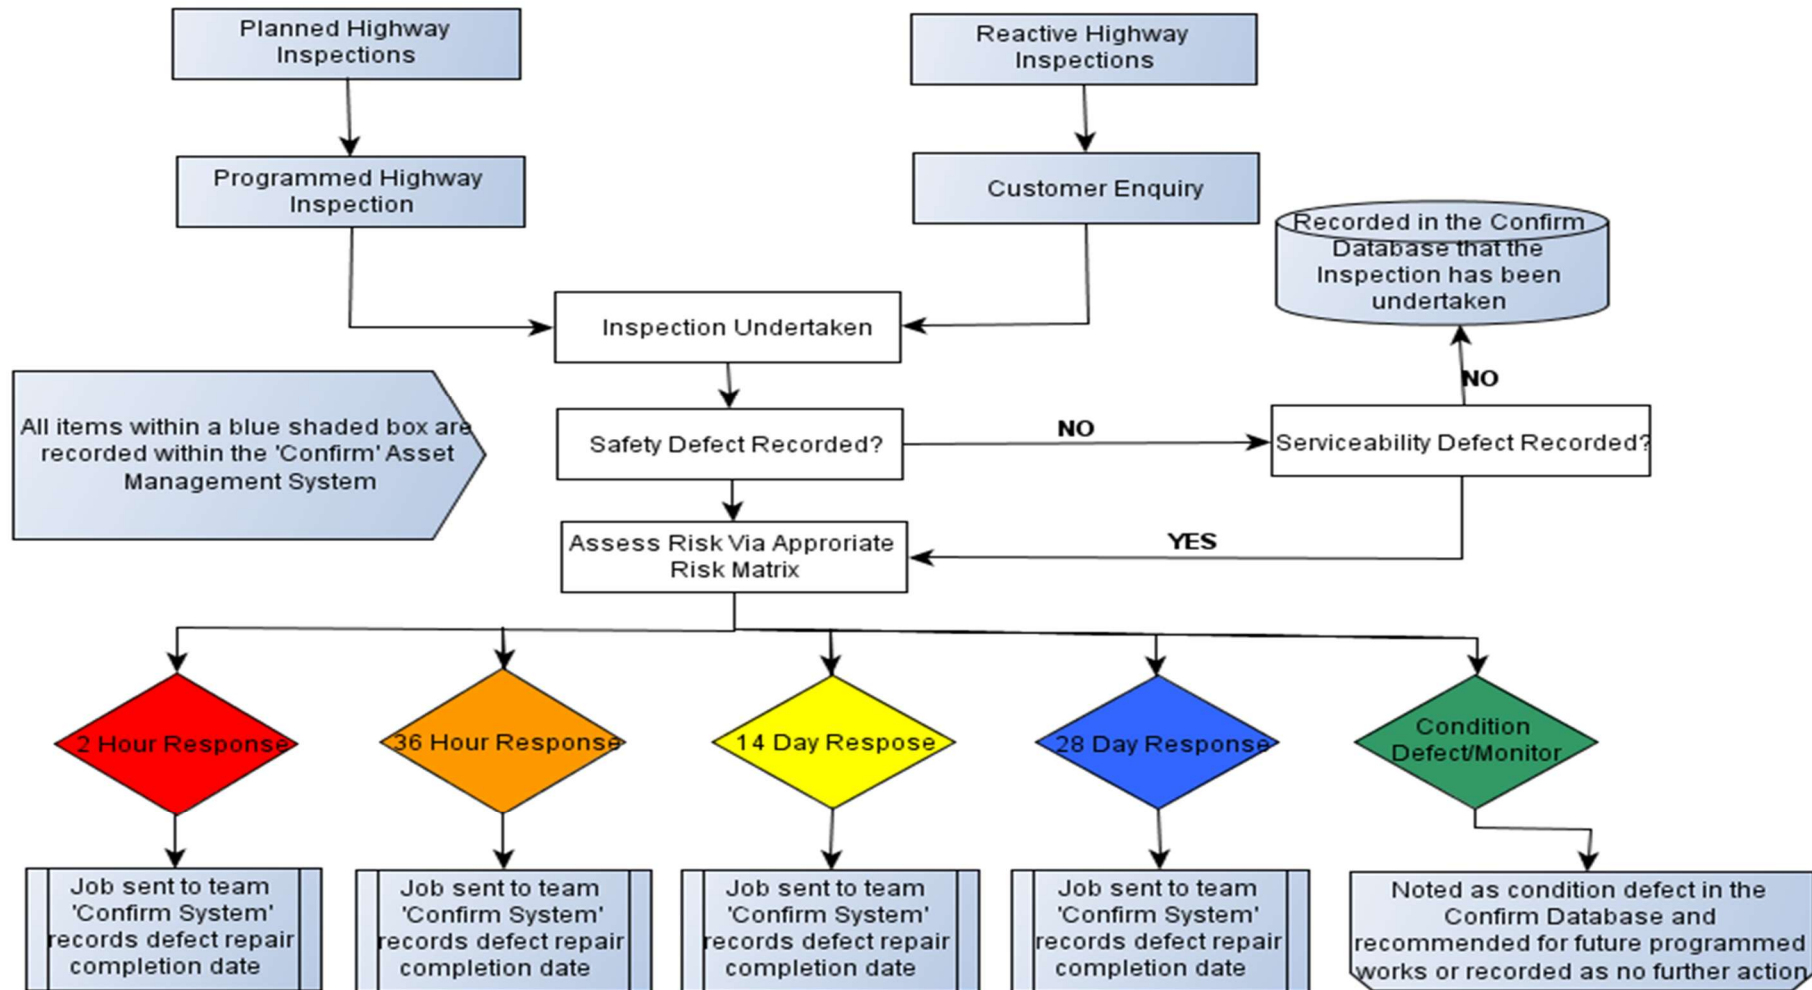 Planned Highway
Inspections
Reactive Highway
Inspections
Programmed Highway
Inspection
Customer Enquiry
Recorded in the Confirm
Database that the
Inspection has been
undertaken
Inspection Undertaken
NO
All items within a blue shaded box are
recorded within the 'Confirm' Asset
Management System
Safety Defect Recorded?
NO
Serviceability Defect Recorded?
Assess Risk Via Approriate
Risk Matrix
YES
2 Hour Response
36 Hour Response
14 Day Respose
28 Day Response
Condition
Defect/Monitor
Job sent to team
'Confirm System'
records defect repair
completion date
Job sent to team
'Confirm System'
records defect repair
completion date
Job sent to team
'Confirm System'
records defect repair
completion date
Job sent to team
'Confirm System'
records defect repair
completion date
Noted as condition defect in the
Confirm Database and
recommended for future programmed
works or recorded as no further action